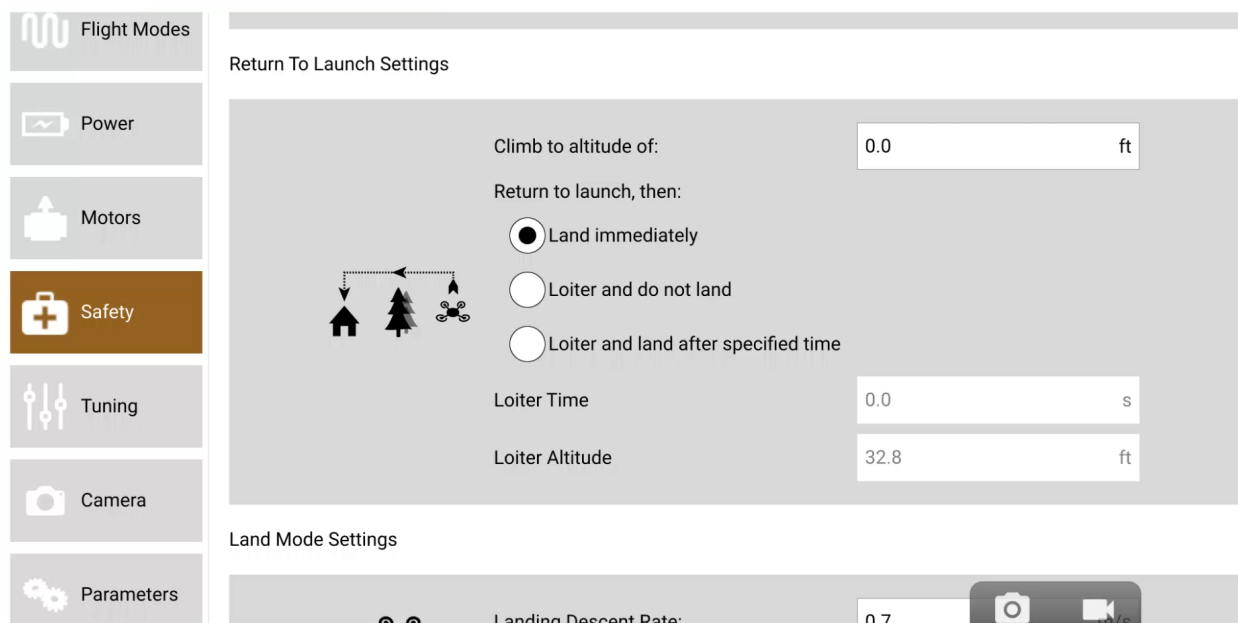 Flight Modes
Return To Launch Settings
Power
Climb to altitude of:
0.0 ft
Return to launch, then:
Motors
Land immediately
Loiter and do not land
Safety
Loiter and land after specified time
Loiter Time
0.0 s
Tuning
Loiter Altitude
32.8 ft
Camera
Land Mode Settings
Parameters
Landing Descent Rate:
0.7 m/s